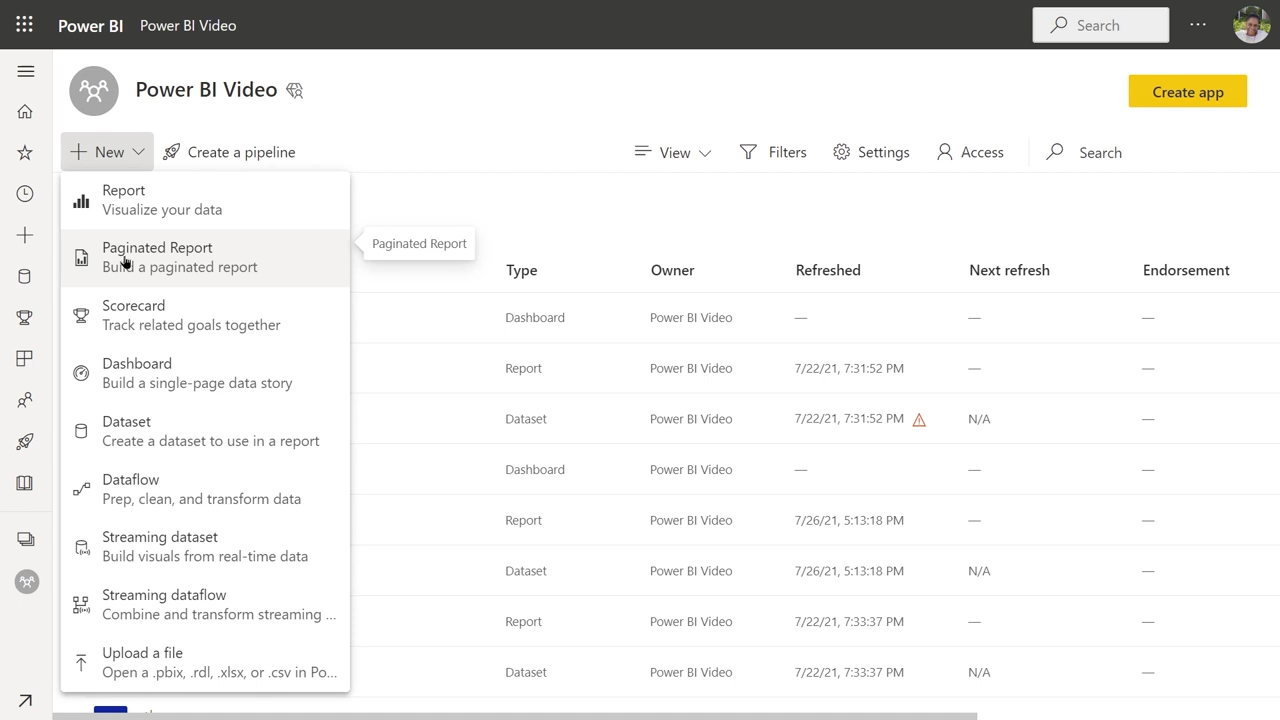 Power BI Power BI Video Search
Power BI Video
Create app
New Create a pipeline View Filters Settings Access Search
Report
Visualize your data
Paginated Report
Build a paginated report
Paginated Report
Scorecard
Track related goals together
Dashboard
Build a single-page data story
Dataset
Create a dataset to use in a report
Dataflow
Prep, clean, and transform data
Streaming dataset
Build visuals from real-time data
Streaming dataflow
Combine and transform streaming ...
Upload a file
Open a .pbix, .rdl, .xlsx, or .csv in Po...
Type Owner Refreshed Next refresh Endorsement
Dashboard Power BI Video — — —
Report Power BI Video 7/22/21, 7:31:52 PM — —
Dataset Power BI Video 7/22/21, 7:31:52 PM N/A —
Dashboard Power BI Video — — —
Report Power BI Video 7/26/21, 5:13:18 PM — —
Dataset Power BI Video 7/26/21, 5:13:18 PM N/A —
Report Power BI Video 7/22/21, 7:33:37 PM — —
Dataset Power BI Video 7/22/21, 7:33:37 PM N/A —